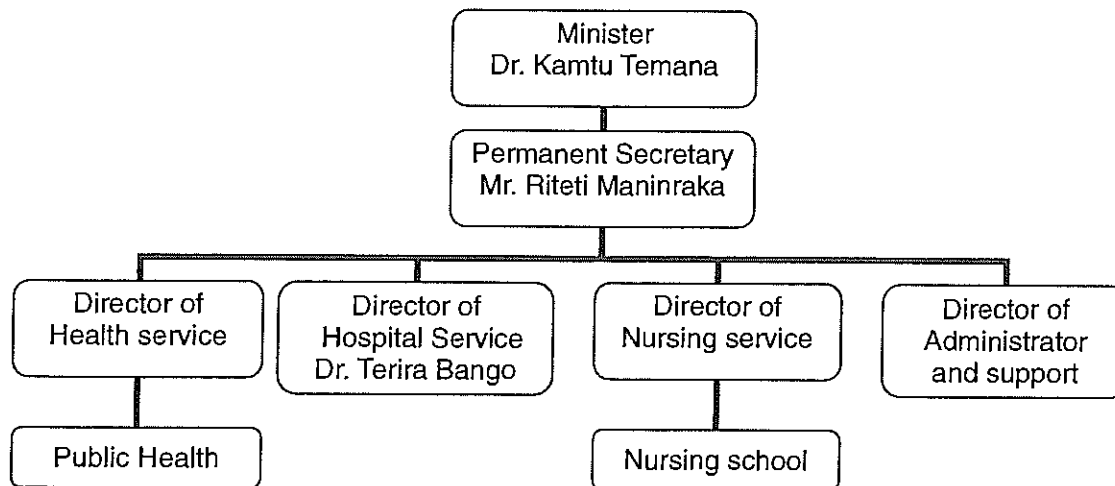 Minister
Dr. Kamtu Temana
Permanent Secretary
Mr. Riteti Maninraka
Director of
Health service
Director of
Hospital Service
Dr. Terira Bango
Director of
Nursing service
Director of
Administrator
and support
Public Health
Nursing school